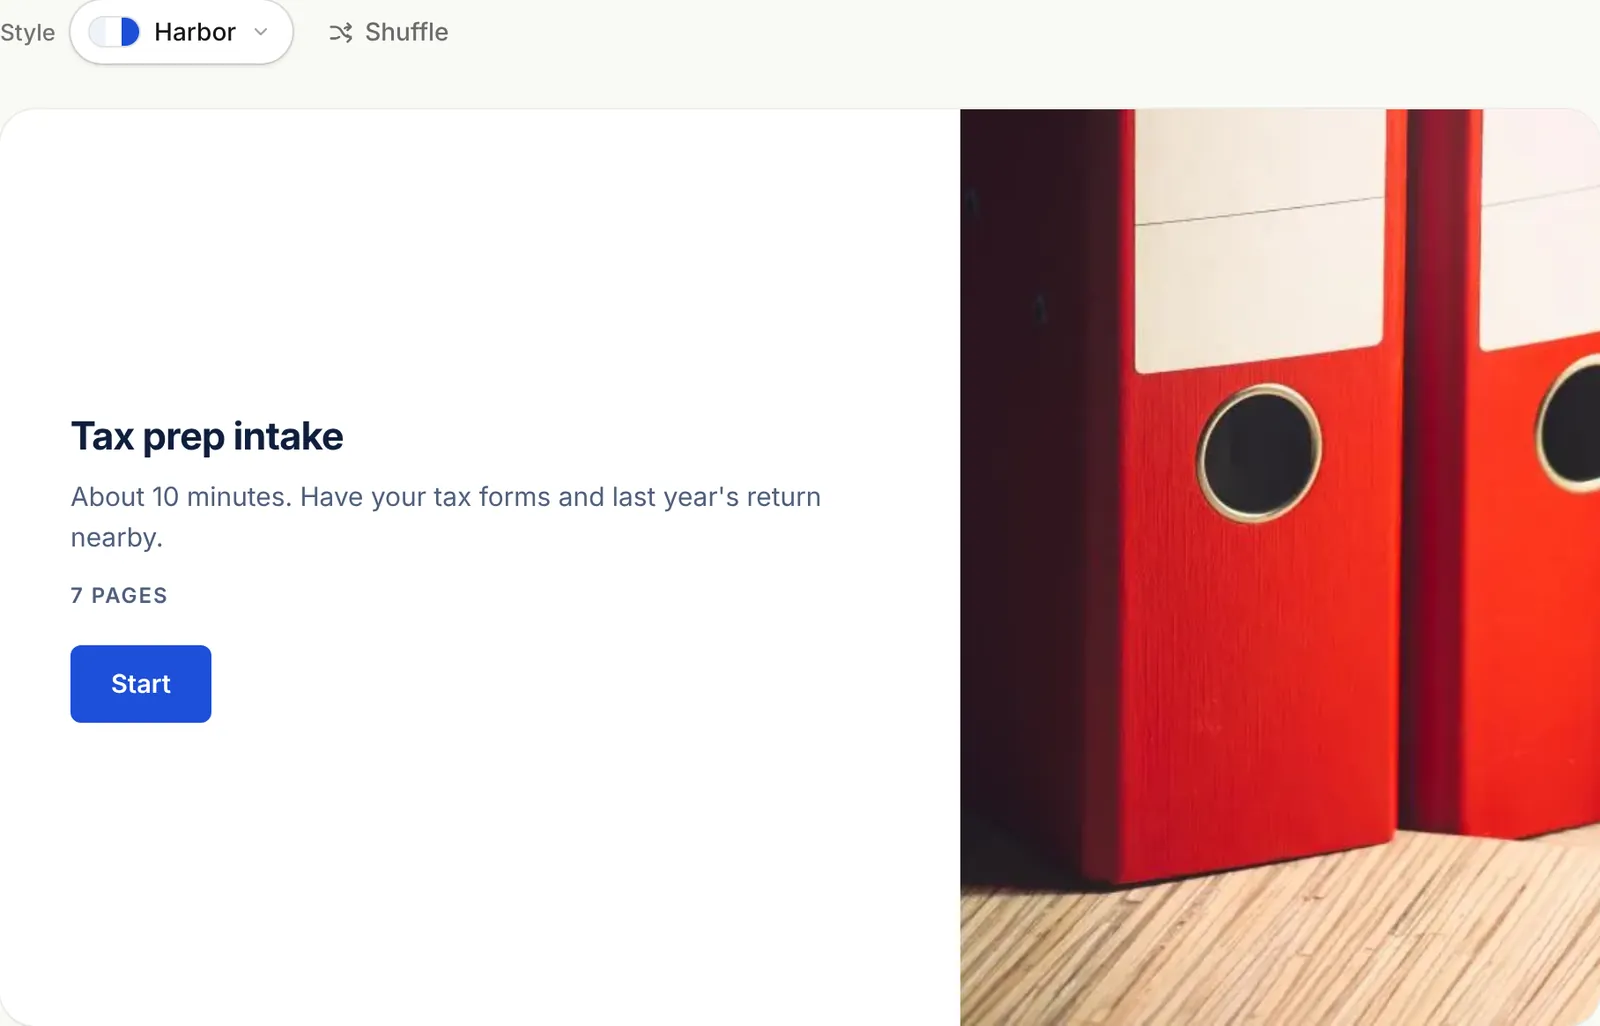 Style
Harbor
Shuffle
Tax prep intake
About 10 minutes. Have your tax forms and last year's return
nearby.
7 PAGES
Start